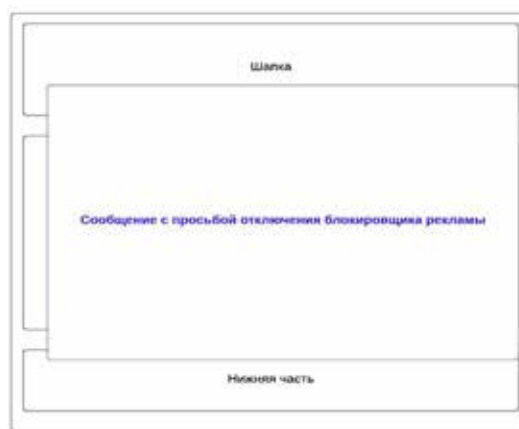 Шапка
Сообщение с просьбой отключения блокировщика рекламы
Нижняя часть